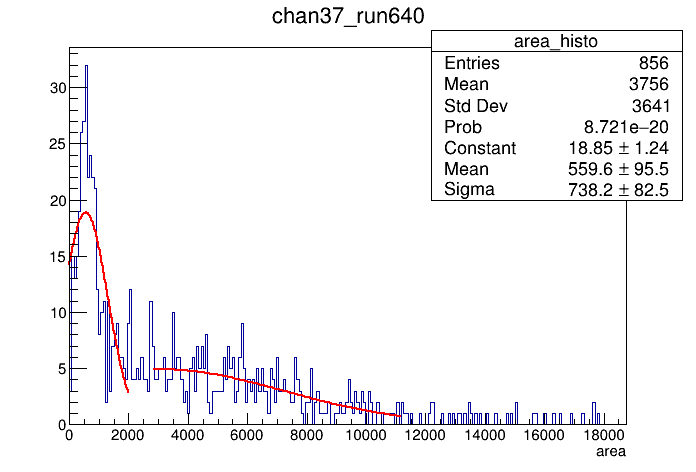 chan37_run640
area_histo
Entries 856
Mean 3756
Std Dev 3641
Prob 8.721e−20
Constant 18.85 ± 1.24
Mean 559.6 ± 95.5
Sigma 738.2 ± 82.5
30
25
20
15
10
5
0
0 2000 4000 6000 8000 10000 12000 14000 16000 18000
area